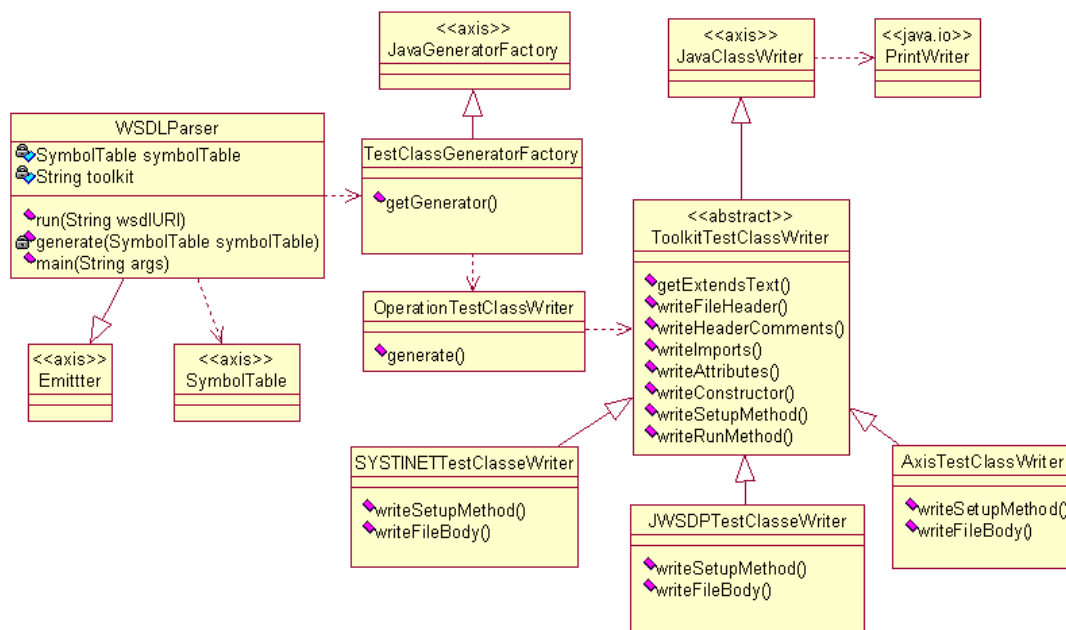 <<axis>>
JavaGeneratorFactory
<<axis>>
JavaClassWriter
<<java.io>>
PrintWriter
WSDLParser
SymbolTable symbolTable
String toolkit
run(String wsdlURI)
generate(SymbolTable symbolTable)
main(String args)
TestClassGeneratorFactory
getGenerator()
<<abstract>>
ToolkitTestClassWriter
getExtendsText()
writeFileHeader()
writeHeaderComments()
writeImports()
writeAttributes()
writeConstructor()
writeSetupMethod()
writeRunMethod()
OperationTestClassWriter
generate()
<<axis>>
Emittter
<<axis>>
SymbolTable
SYSTINETTestClasseWriter
writeSetupMethod()
writeFileBody()
JWSDPTestClasseWriter
writeSetupMethod()
writeFileBody()
AxisTestClassWriter
writeSetupMethod()
writeFileBody()